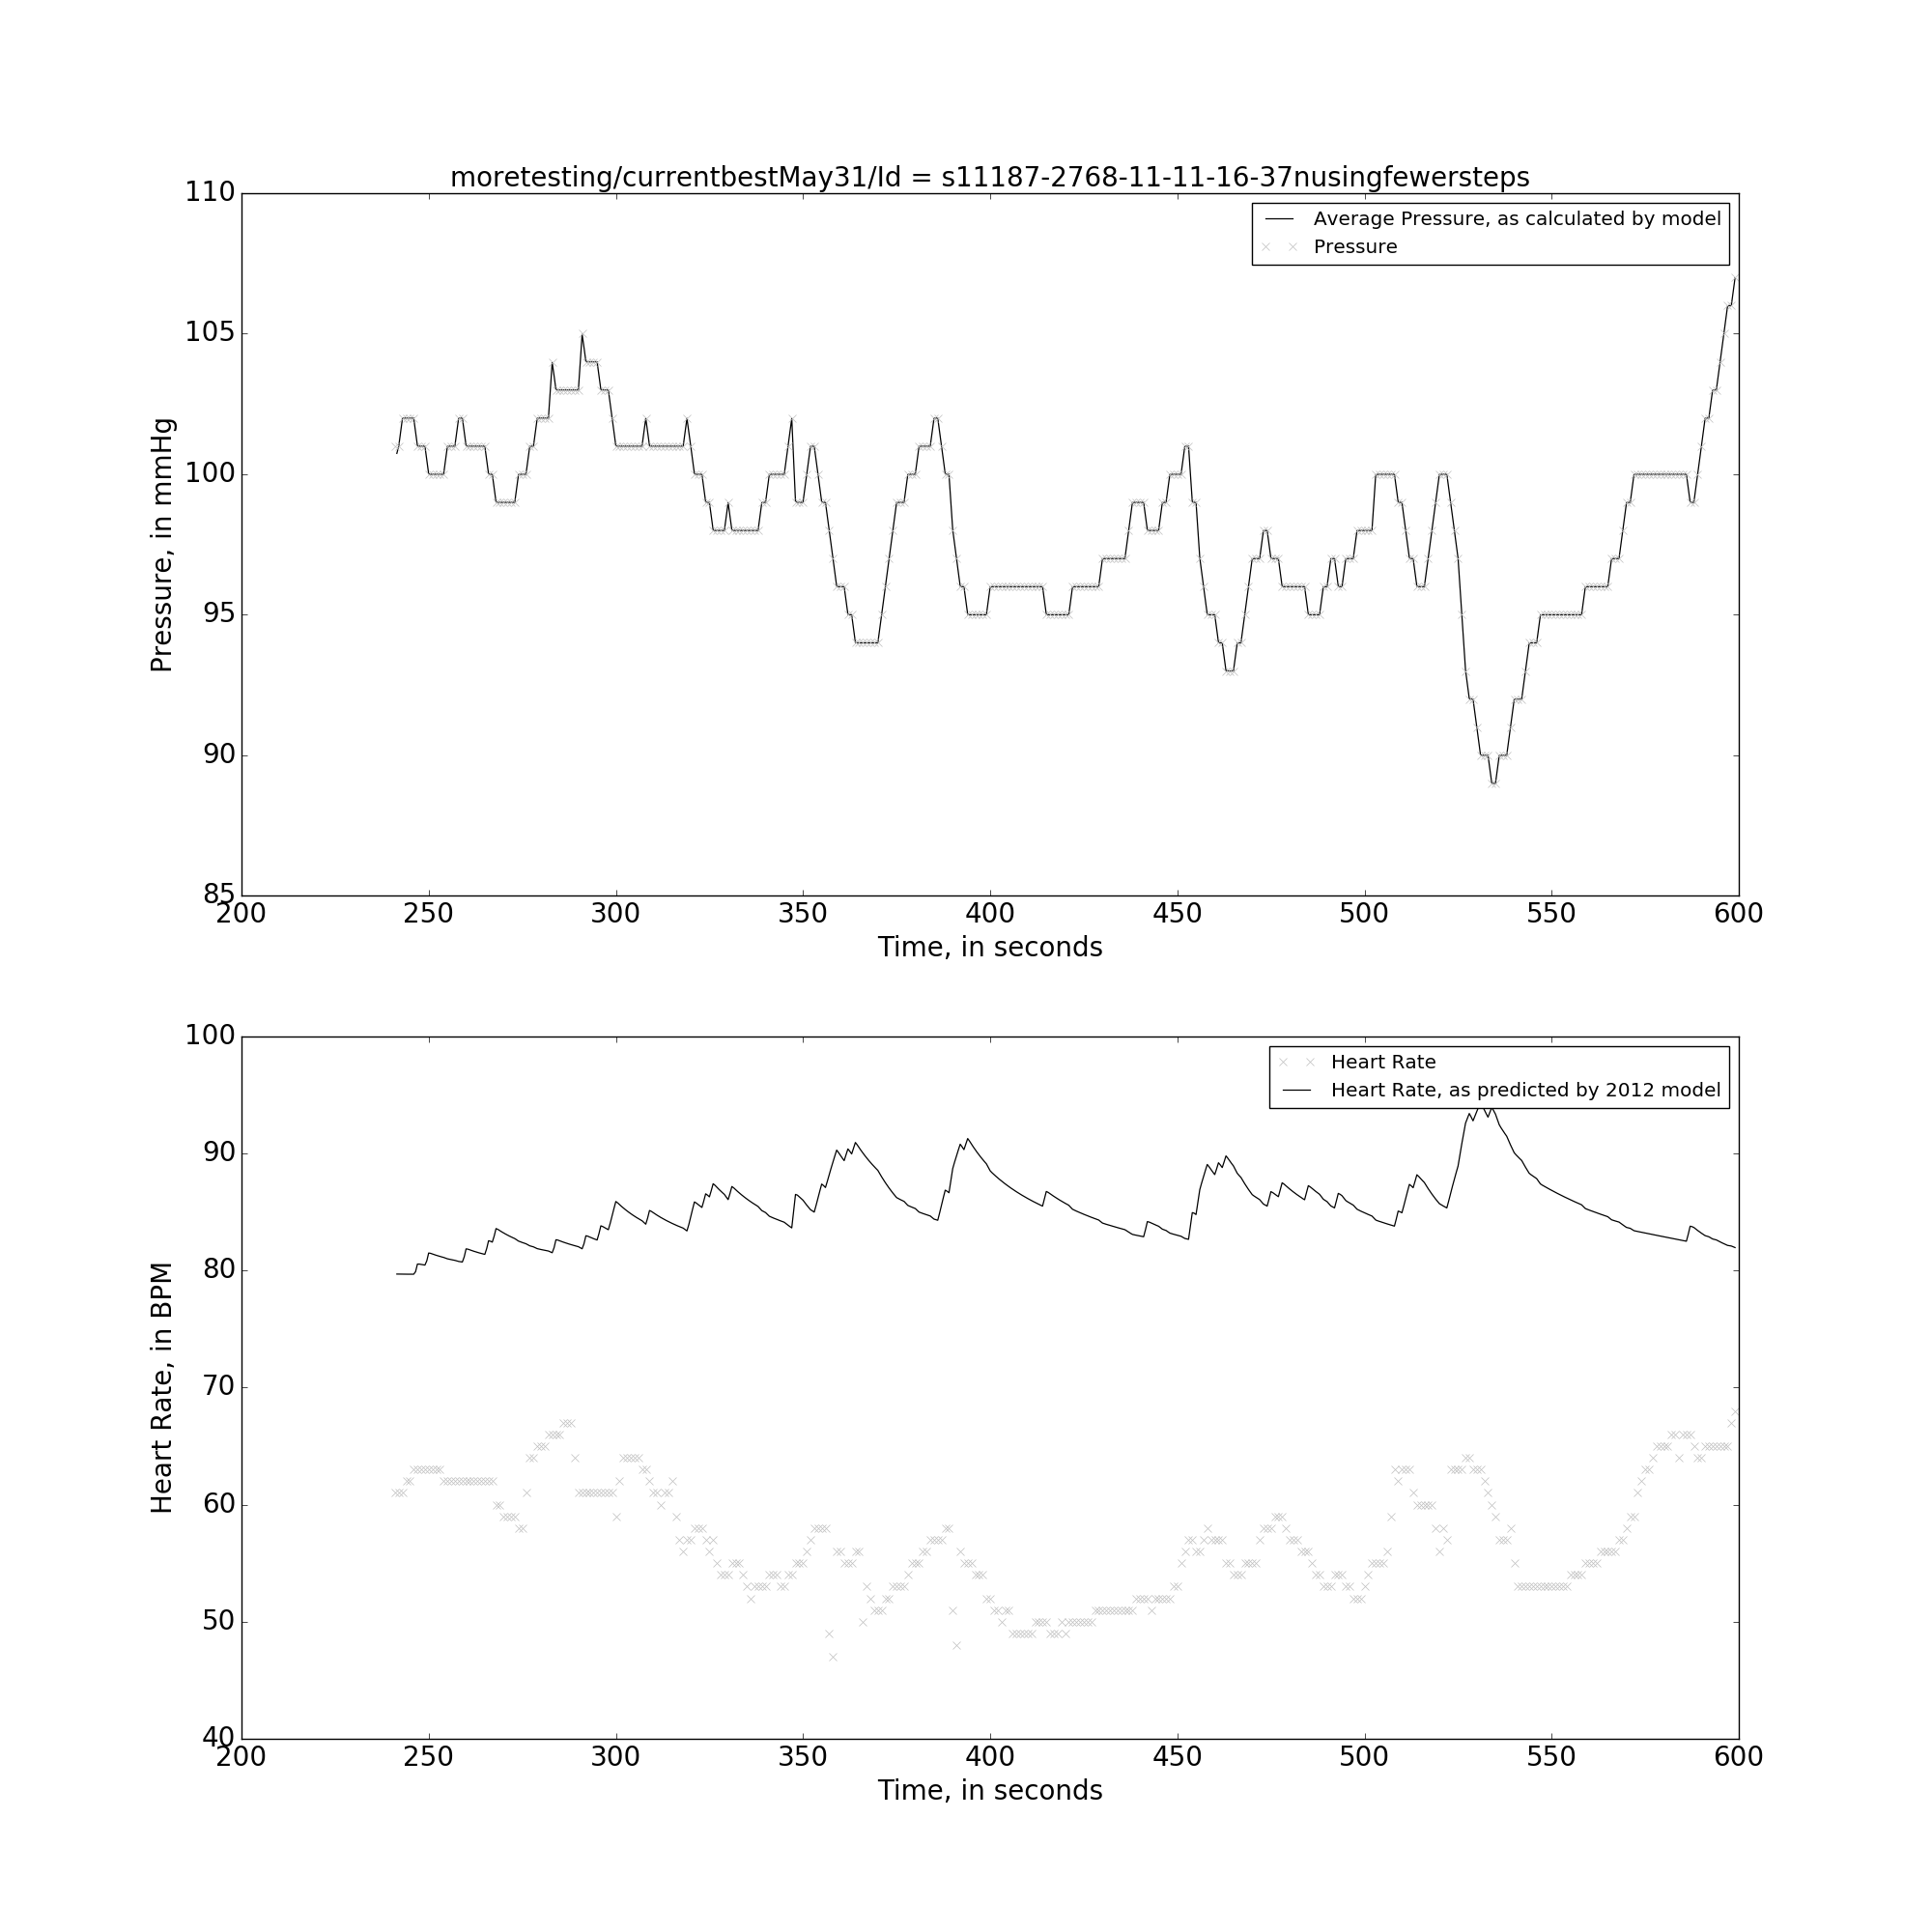 moretesting/currentbestMay31/Id = s11187-2768-11-11-16-37nusingfewersteps
110
105
100
95
90
85
Pressure, in mmHg
Average Pressure, as calculated by model
Pressure
200 250 300 350 400 450 500 550 600
Time, in seconds
100
90
80
70
60
50
40
Heart Rate, in BPM
Heart Rate
Heart Rate, as predicted by 2012 model
200 250 300 350 400 450 500 550 600
Time, in seconds